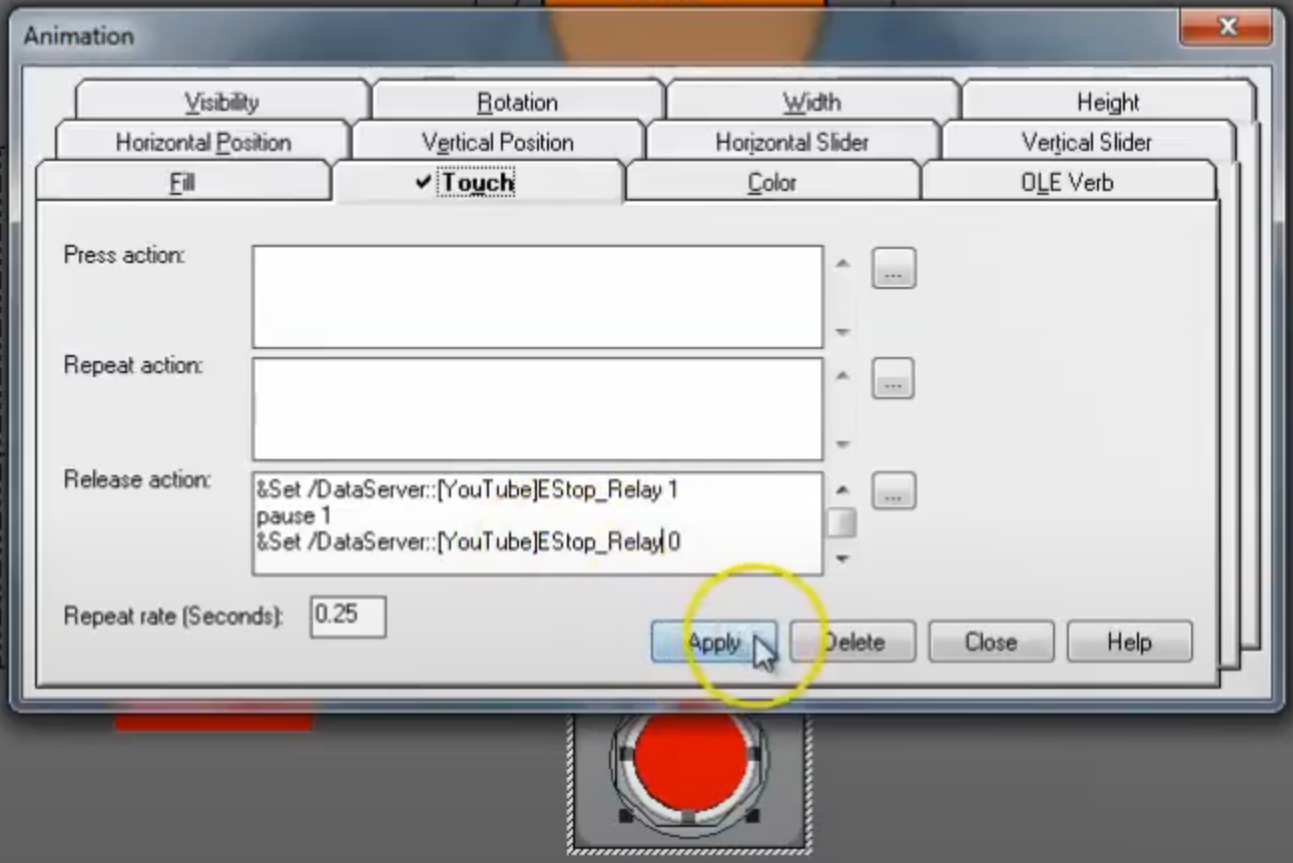 Animation
Visibility
Rotation
Width
Height
Horizontal Position
Vertical Position
Horizontal Slider
Vertical Slider
Fill
✔ Touch
Color
OLE Verb
Press action:
...
Repeat action:
...
Release action:
&Set /DataServer::[YouTube]EStop_Relay 1
pause 1
&Set /DataServer::[YouTube]EStop_Relay 0
...
Repeat rate (Seconds):
0.25
Apply
Delete
Close
Help